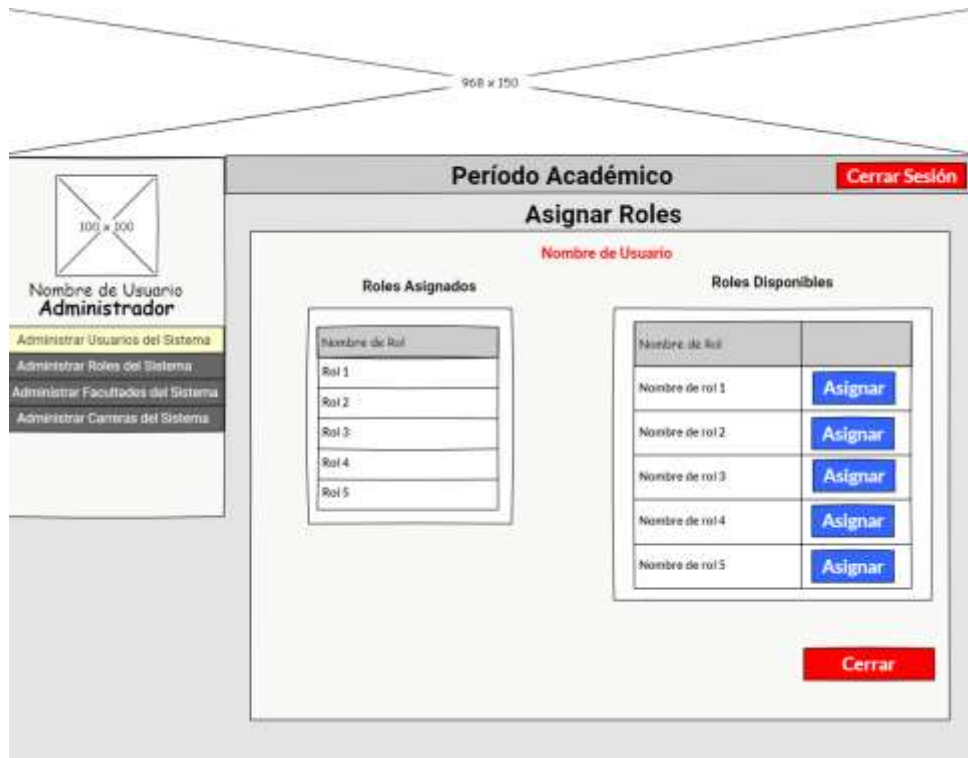 968 x 150
Período Académico
Cerrar Sesión
100 x 100
Nombre de Usuario
Administrador
Administrar Usuarios del Sistema
Administrar Roles del Sistema
Administrar Facultades del Sistema
Administrar Carreras del Sistema
Asignar Roles
Nombre de Usuario
Roles Asignados
Nombre de Rol
Rol 1
Rol 2
Rol 3
Rol 4
Rol 5
Roles Disponibles
Nombre de Rol
Nombre de rol 1 Asignar
Nombre de rol 2 Asignar
Nombre de rol 3 Asignar
Nombre de rol 4 Asignar
Nombre de rol 5 Asignar
Cerrar